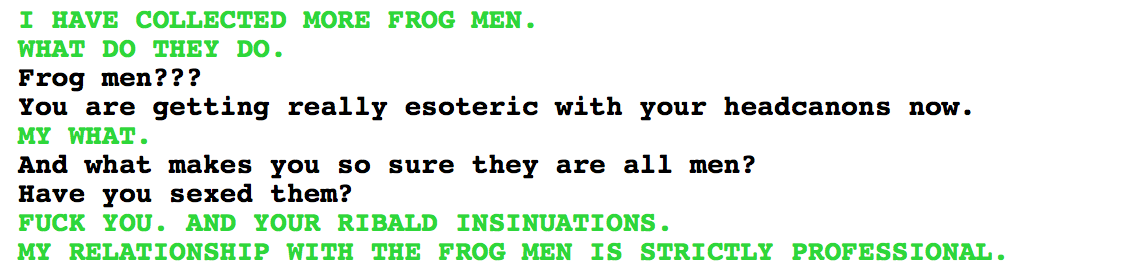 I HAVE COLLECTED MORE FROG MEN.
WHAT DO THEY DO.
Frog men???
You are getting really esoteric with your headcanons now.
MY WHAT.
And what makes you so sure they are all men?
Have you sexed them?
FUCK YOU. AND YOUR RIBALD INSINUATIONS.
MY RELATIONSHIP WITH THE FROG MEN IS STRICTLY PROFESSIONAL.